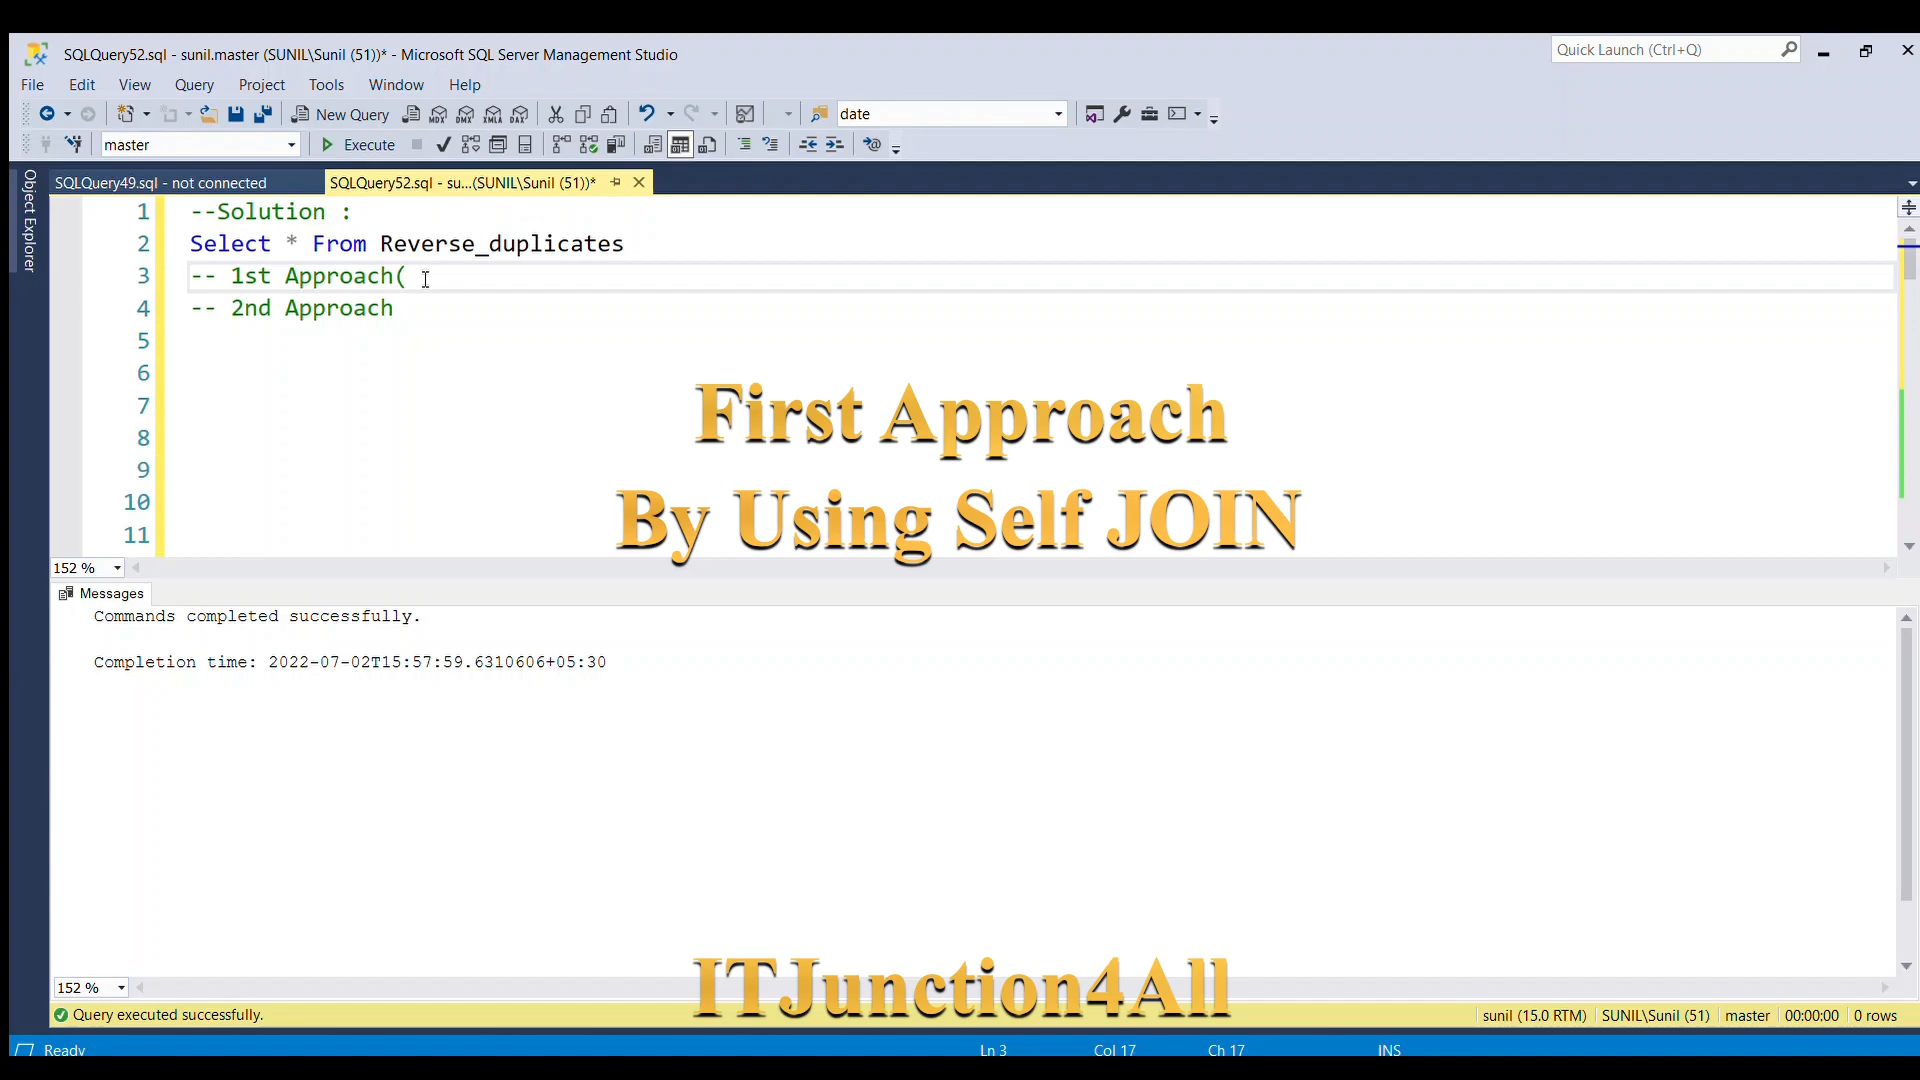 SQLQuery52.sql - sunil.master (SUNIL\Sunil (51))* - Microsoft SQL Server Management Studio
Quick Launch (Ctrl+Q)
File Edit View Query Project Tools Window Help
New Query
MDX DMX XMLA DAX
date
master
Execute
Object Explorer
SQLQuery49.sql - not connected
SQLQuery52.sql - su...(SUNIL\Sunil (51))*
1 --Solution :
2 Select * From Reverse_duplicates
3 -- 1st Approach(
4 -- 2nd Approach
5
6
7
8
9
10
11
First Approach
By Using Self JOIN
152 %
Messages
Commands completed successfully.
Completion time: 2022-07-02T15:57:59.6310606+05:30
152 %
ITJunction4All
Query executed successfully.
sunil (15.0 RTM) SUNIL\Sunil (51) master 00:00:00 0 rows
Ready
Ln 3 Col 17 Ch 17 INS